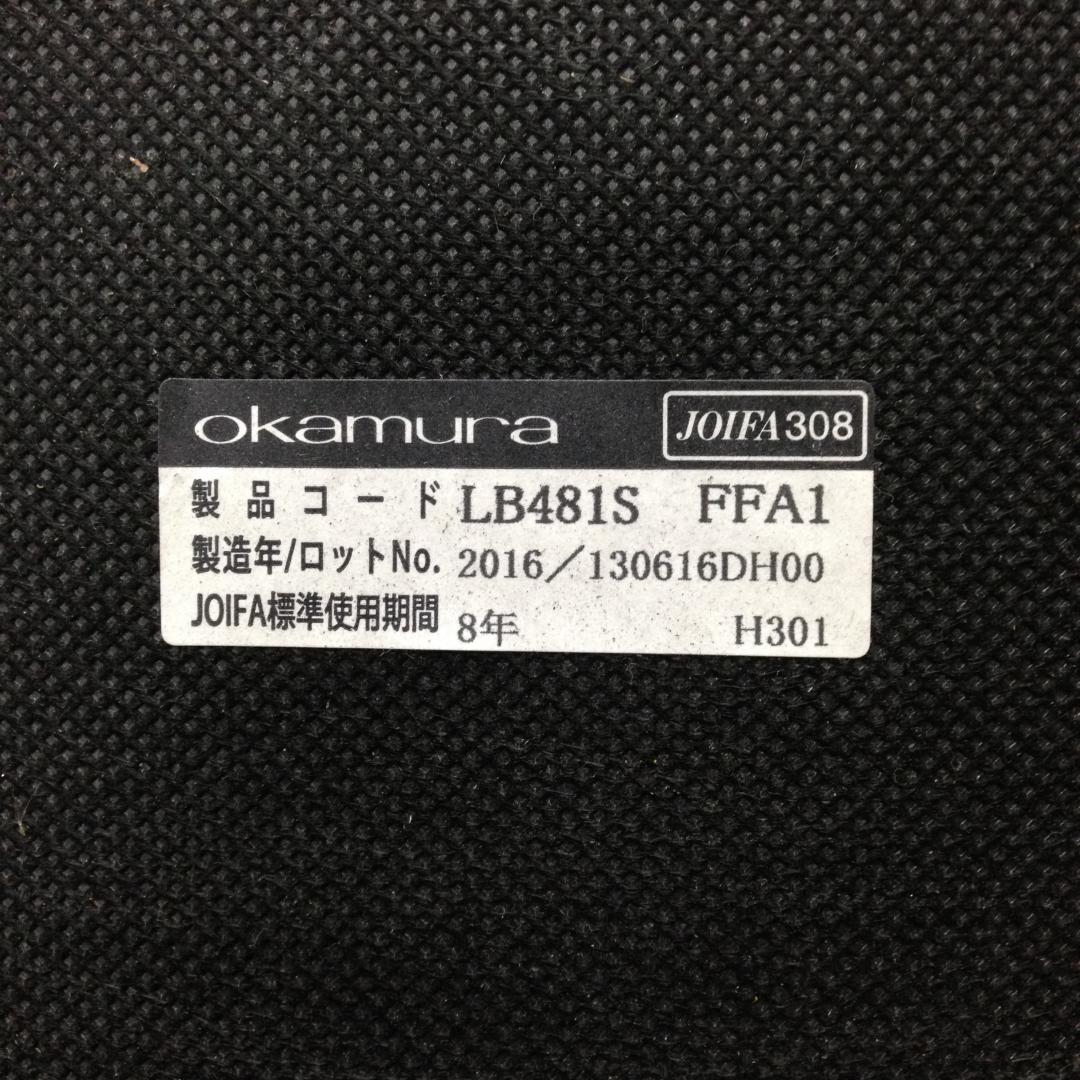 okamura JOIFA308
製品コード LB481S FFA1
製造年/ロットNo. 2016/130616DH00
JOIFA標準使用期間 8年 H301